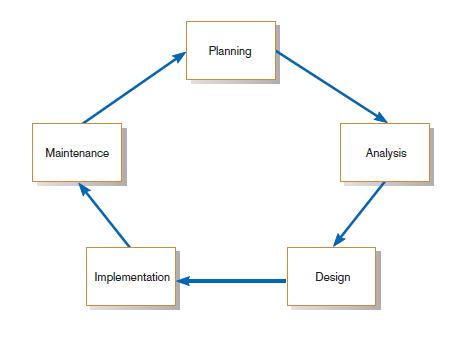 Planning
Maintenance
Analysis
Implementation
Design